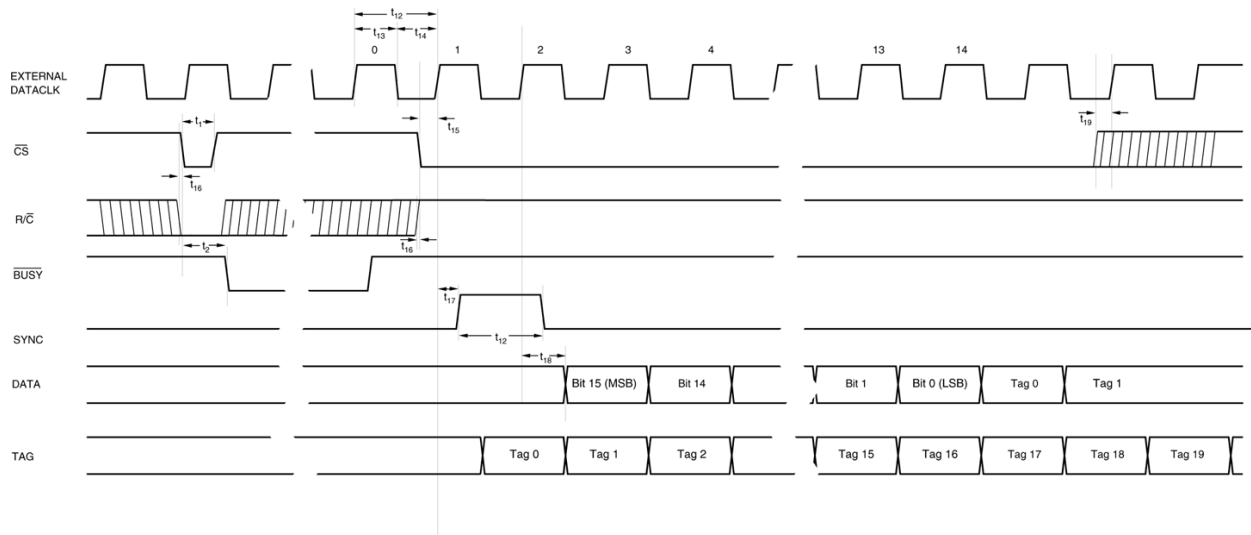 t12
t13 t14
0 1 2 3 4 13 14
EXTERNAL
DATACLK
t1 t15 t19
CS
t16
R/C
t2 t16
BUSY
t17
SYNC
t12
t18
DATA Bit 15 (MSB) Bit 14 Bit 1 Bit 0 (LSB) Tag 0 Tag 1
TAG Tag 0 Tag 1 Tag 2 Tag 15 Tag 16 Tag 17 Tag 18 Tag 19